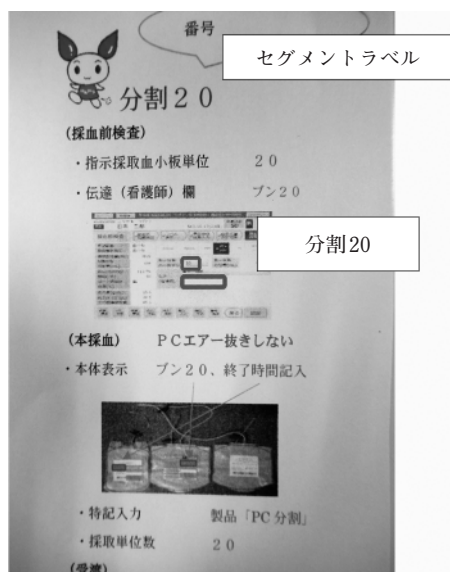 番号
セグメントラベル
分割２０
(採血前検査)
・指示採取血小板単位 ２０
・伝達（看護師）欄 ブン２０
分割20
(本採血) ＰＣエアー抜きしない
・本体表示 ブン２０、終了時間記入
・特記入力 製品「PC 分割」
・採取単位数 ２０
(受渡)